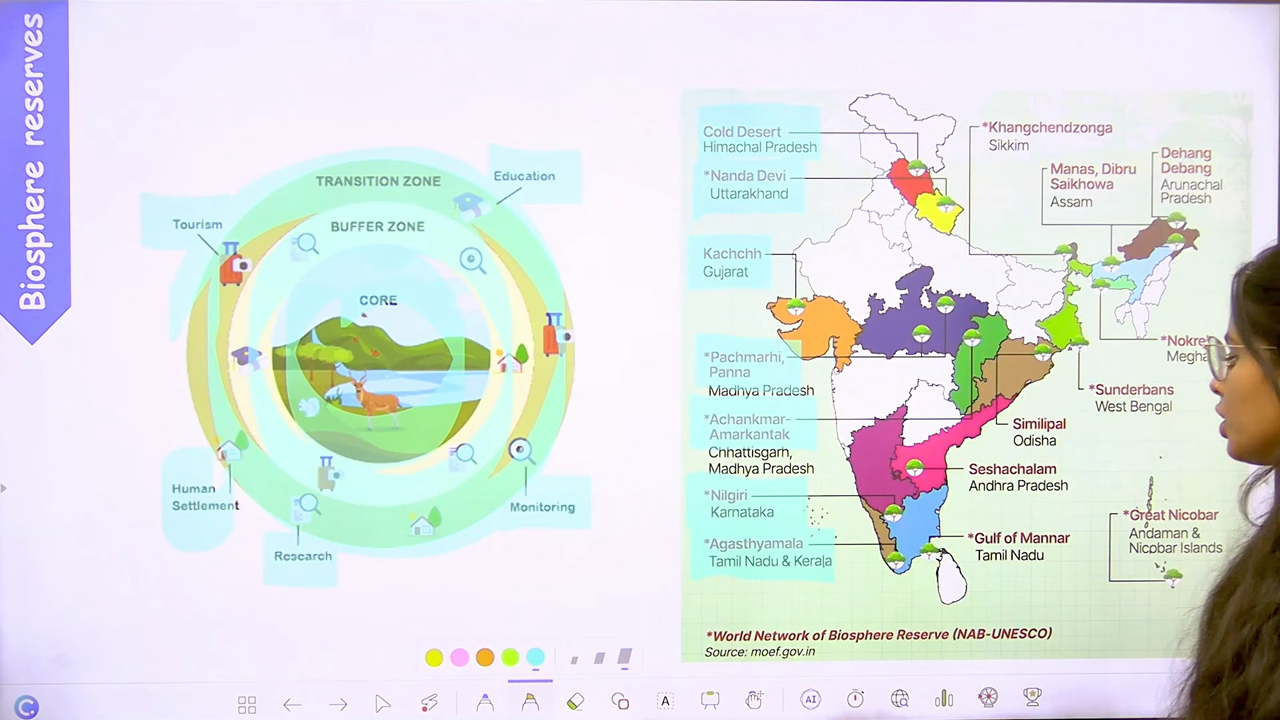 Biosphere reserves
TRANSITION ZONE
Education
BUFFER ZONE
Tourism
CORE
Human
Settlement
Monitoring
Research
Cold Desert
Himachal Pradesh
*Nanda Devi
Uttarakhand
Kachchh
Gujarat
*Pachmarhi,
Panna
Madhya Pradesh
*Achankmar-
Amarkantak
Chhattisgarh,
Madhya Pradesh
*Nilgiri
Karnataka
*Agasthyamala
Tamil Nadu & Kerala
*Khangchendzonga
Sikkim
Manas, Dibru
Saikhowa
Assam
Dehang
Debang
Arunachal
Pradesh
*Sunderbans
West Bengal
Similipal
Odisha
Seshachalam
Andhra Pradesh
*Gulf of Mannar
Tamil Nadu
*Great Nicobar
Andaman &
Nicobar Islands
*World Network of Biosphere Reserve (NAB-UNESCO)
Source: moef.gov.in
A
AI